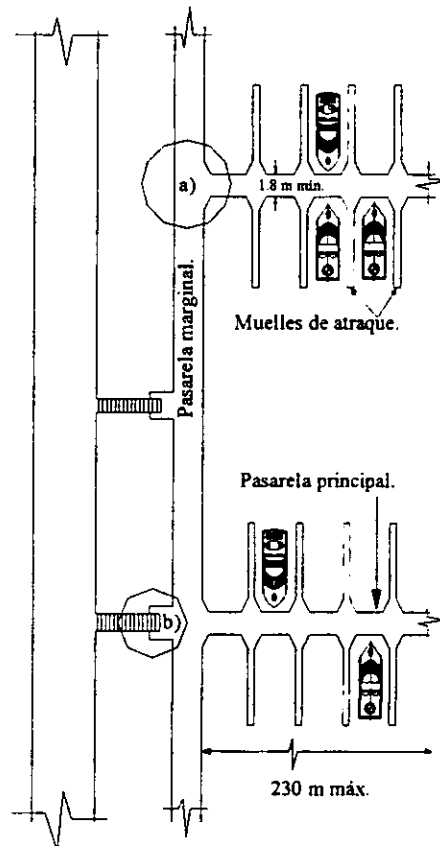 a)
1.8 m min.
Pasarela marginal.
Muelles de atraque.
Pasarela principal.
b)
230 m máx.